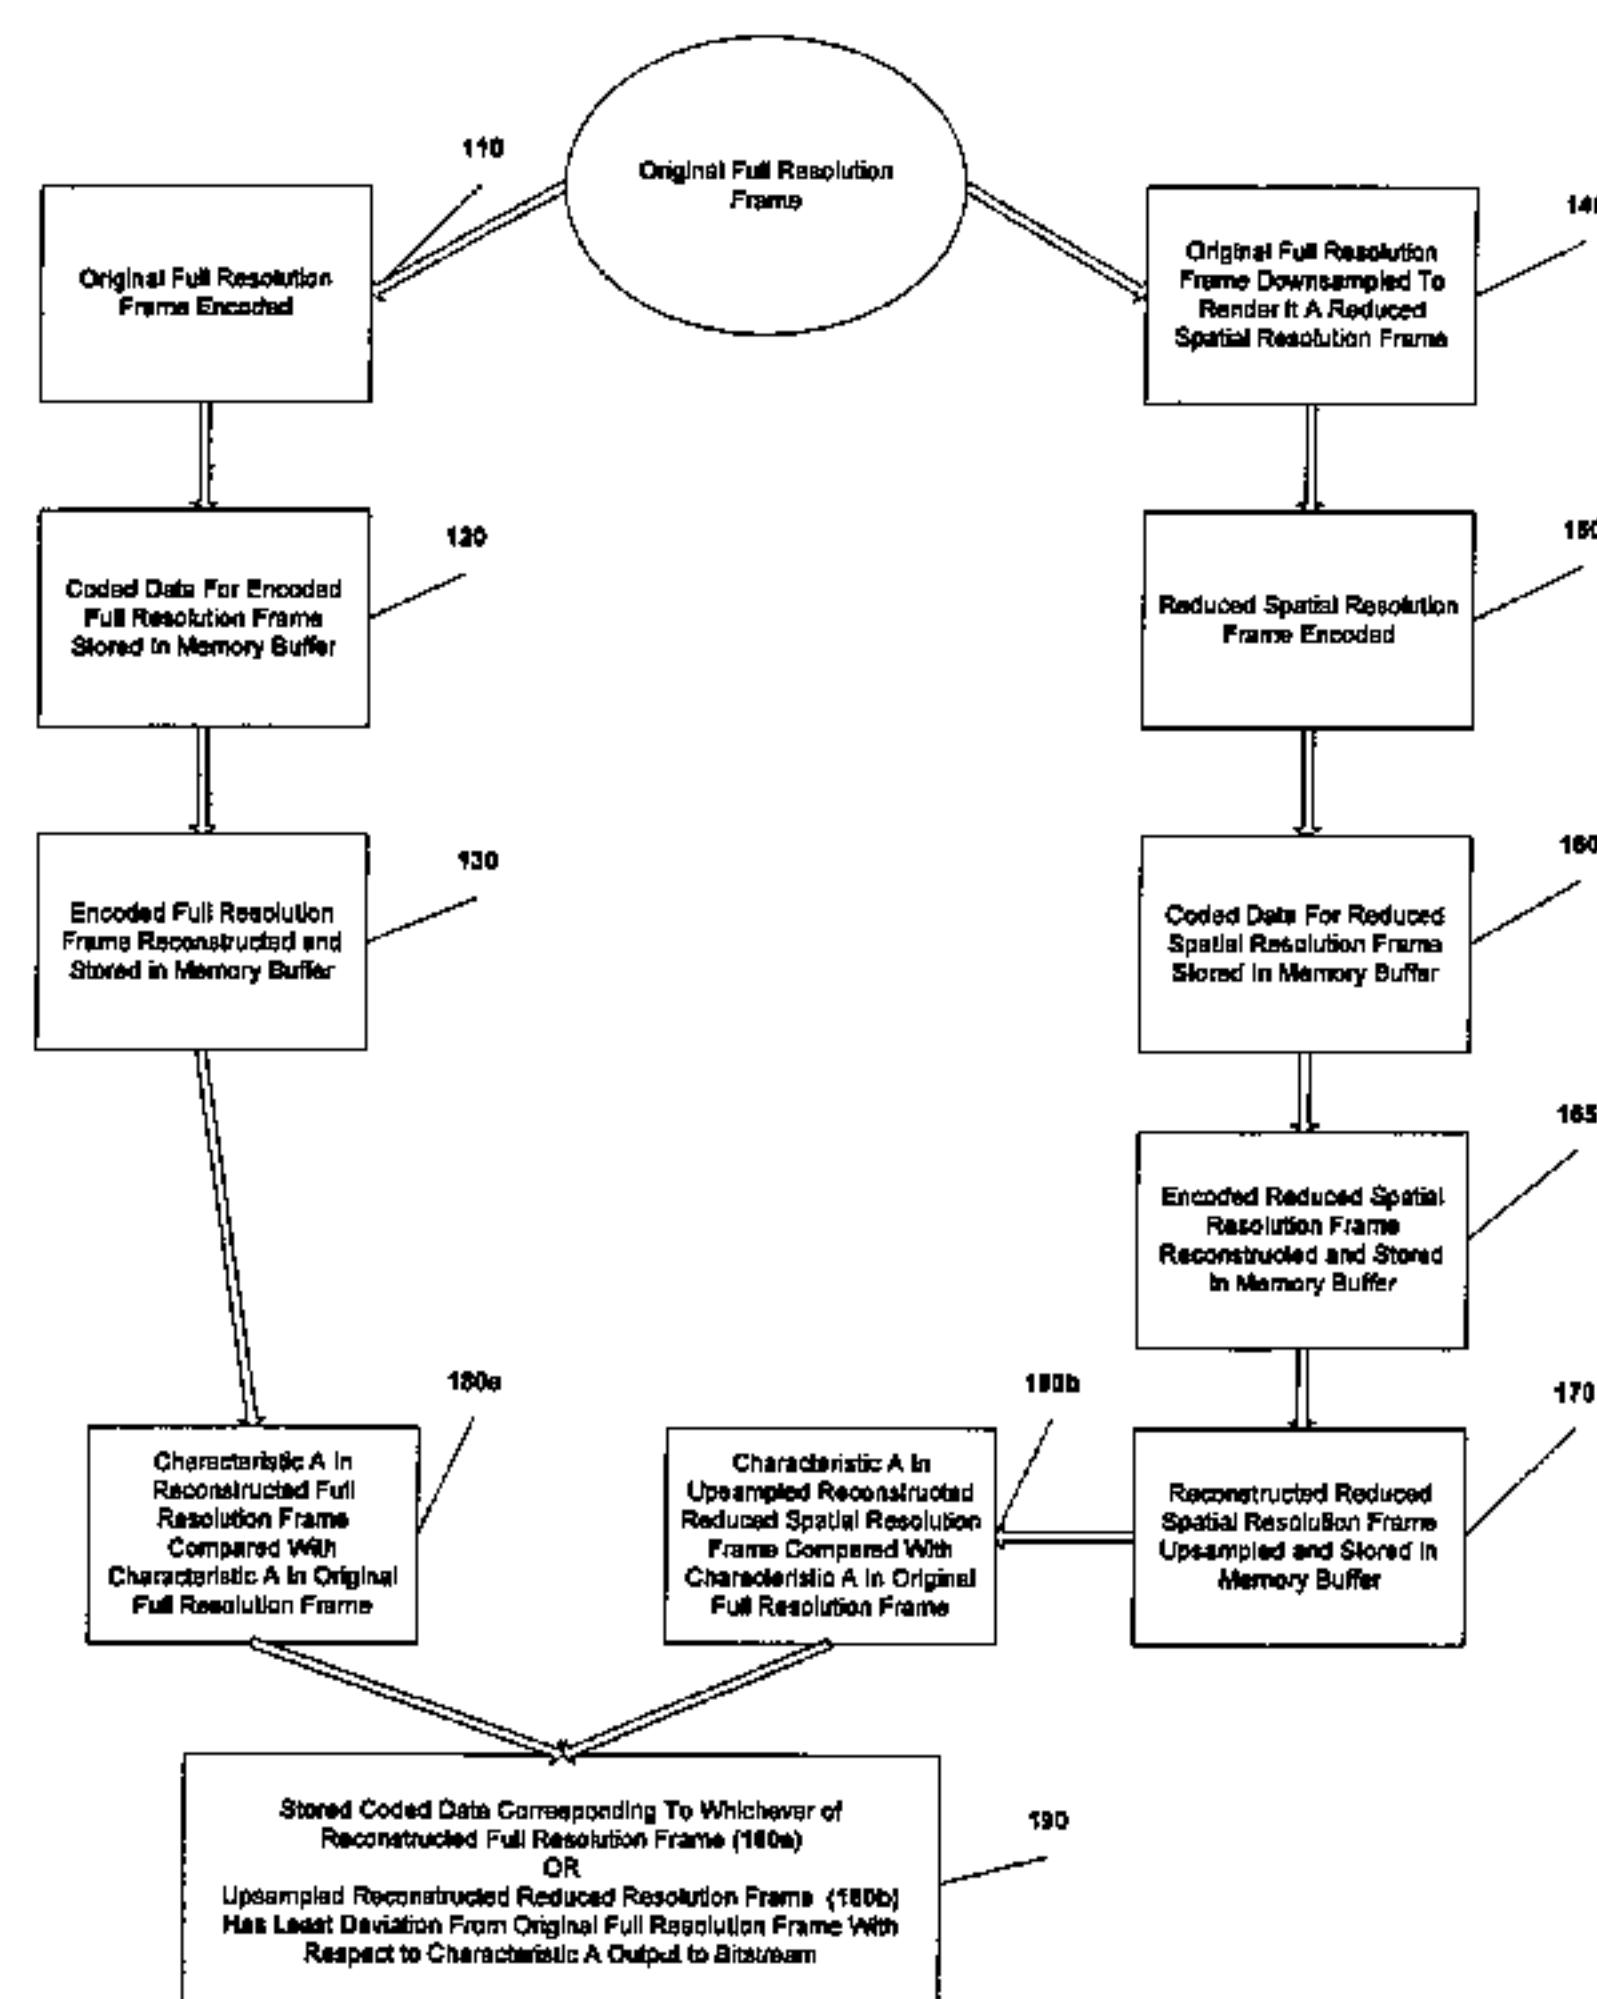 Original Full Resolution
Frame
110
Original Full Resolution
Frame Encoded
Original Full Resolution
Frame Downsampled To
Render It A Reduced
Spatial Resolution Frame
120
Coded Data For Encoded
Full Resolution Frame
Stored In Memory Buffer
Reduced Spatial Resolution
Frame Encoded
130
Encoded Full Resolution
Frame Reconstructed and
Stored in Memory Buffer
160
Coded Data For Reduced
Spatial Resolution Frame
Stored In Memory Buffer
165
Encoded Reduced Spatial
Resolution Frame
Reconstructed and Stored
In Memory Buffer
180a
Characteristic A In
Reconstructed Full
Resolution Frame
Compared With
Characteristic A In Original
Full Resolution Frame
180b
Characteristic A In
Upsampled Reconstructed
Reduced Spatial Resolution
Frame Compared With
Characteristic A In Original
Full Resolution Frame
170
Reconstructed Reduced
Spatial Resolution Frame
Upsampled and Stored in
Memory Buffer
190
Stored Coded Data Corresponding To Whichever of
Reconstructed Full Resolution Frame (180a)
OR
Upsampled Reconstructed Reduced Resolution Frame (180b)
Has Least Deviation From Original Full Resolution Frame With
Respect to Characteristic A Output to Bitstream